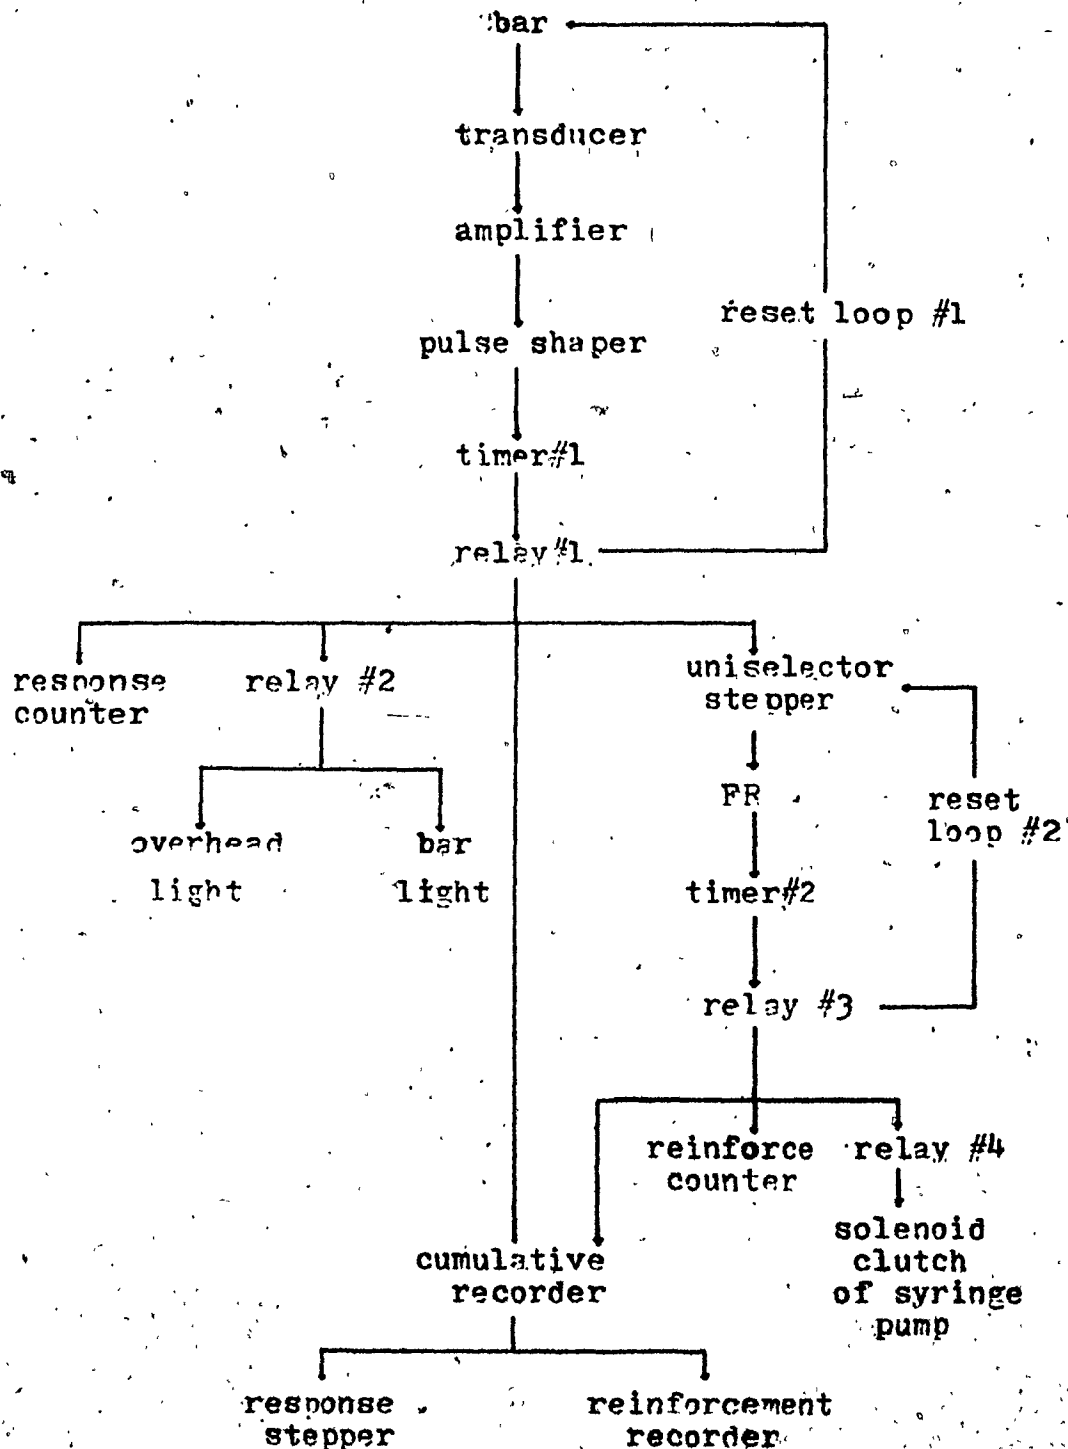 bar
transducer
amplifier
reset loop #1
pulse shaper
timer#1
relay#1
response
counter
relay #2
uniselector
stepper
overhead
light
bar
light
FR
reset
loop #2
timer#2
relay #3
reinforce
counter
relay #4
solenoid
clutch
of syringe
pump
cumulative
recorder
response
stepper
reinforcement
recorder